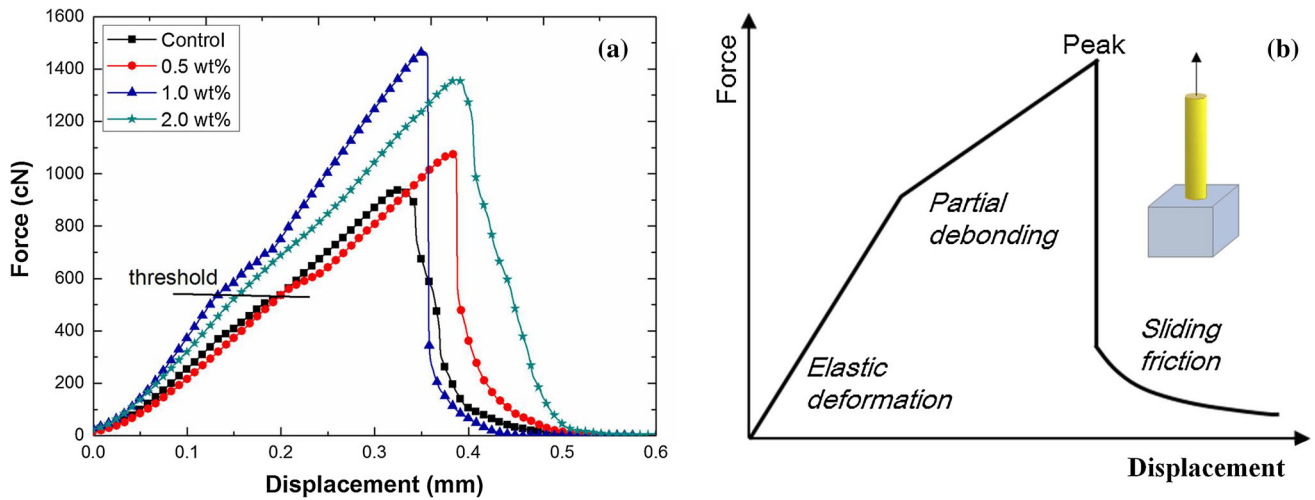 (a)
Control
0.5 wt%
1.0 wt%
2.0 wt%
threshold
Force (cN)
1600
1400
1200
1000
800
600
400
200
0
0.0 0.1 0.2 0.3 0.4 0.5 0.6
Displacement (mm)
(b)
Force
Peak
Partial
debonding
Elastic
deformation
Sliding
friction
Displacement